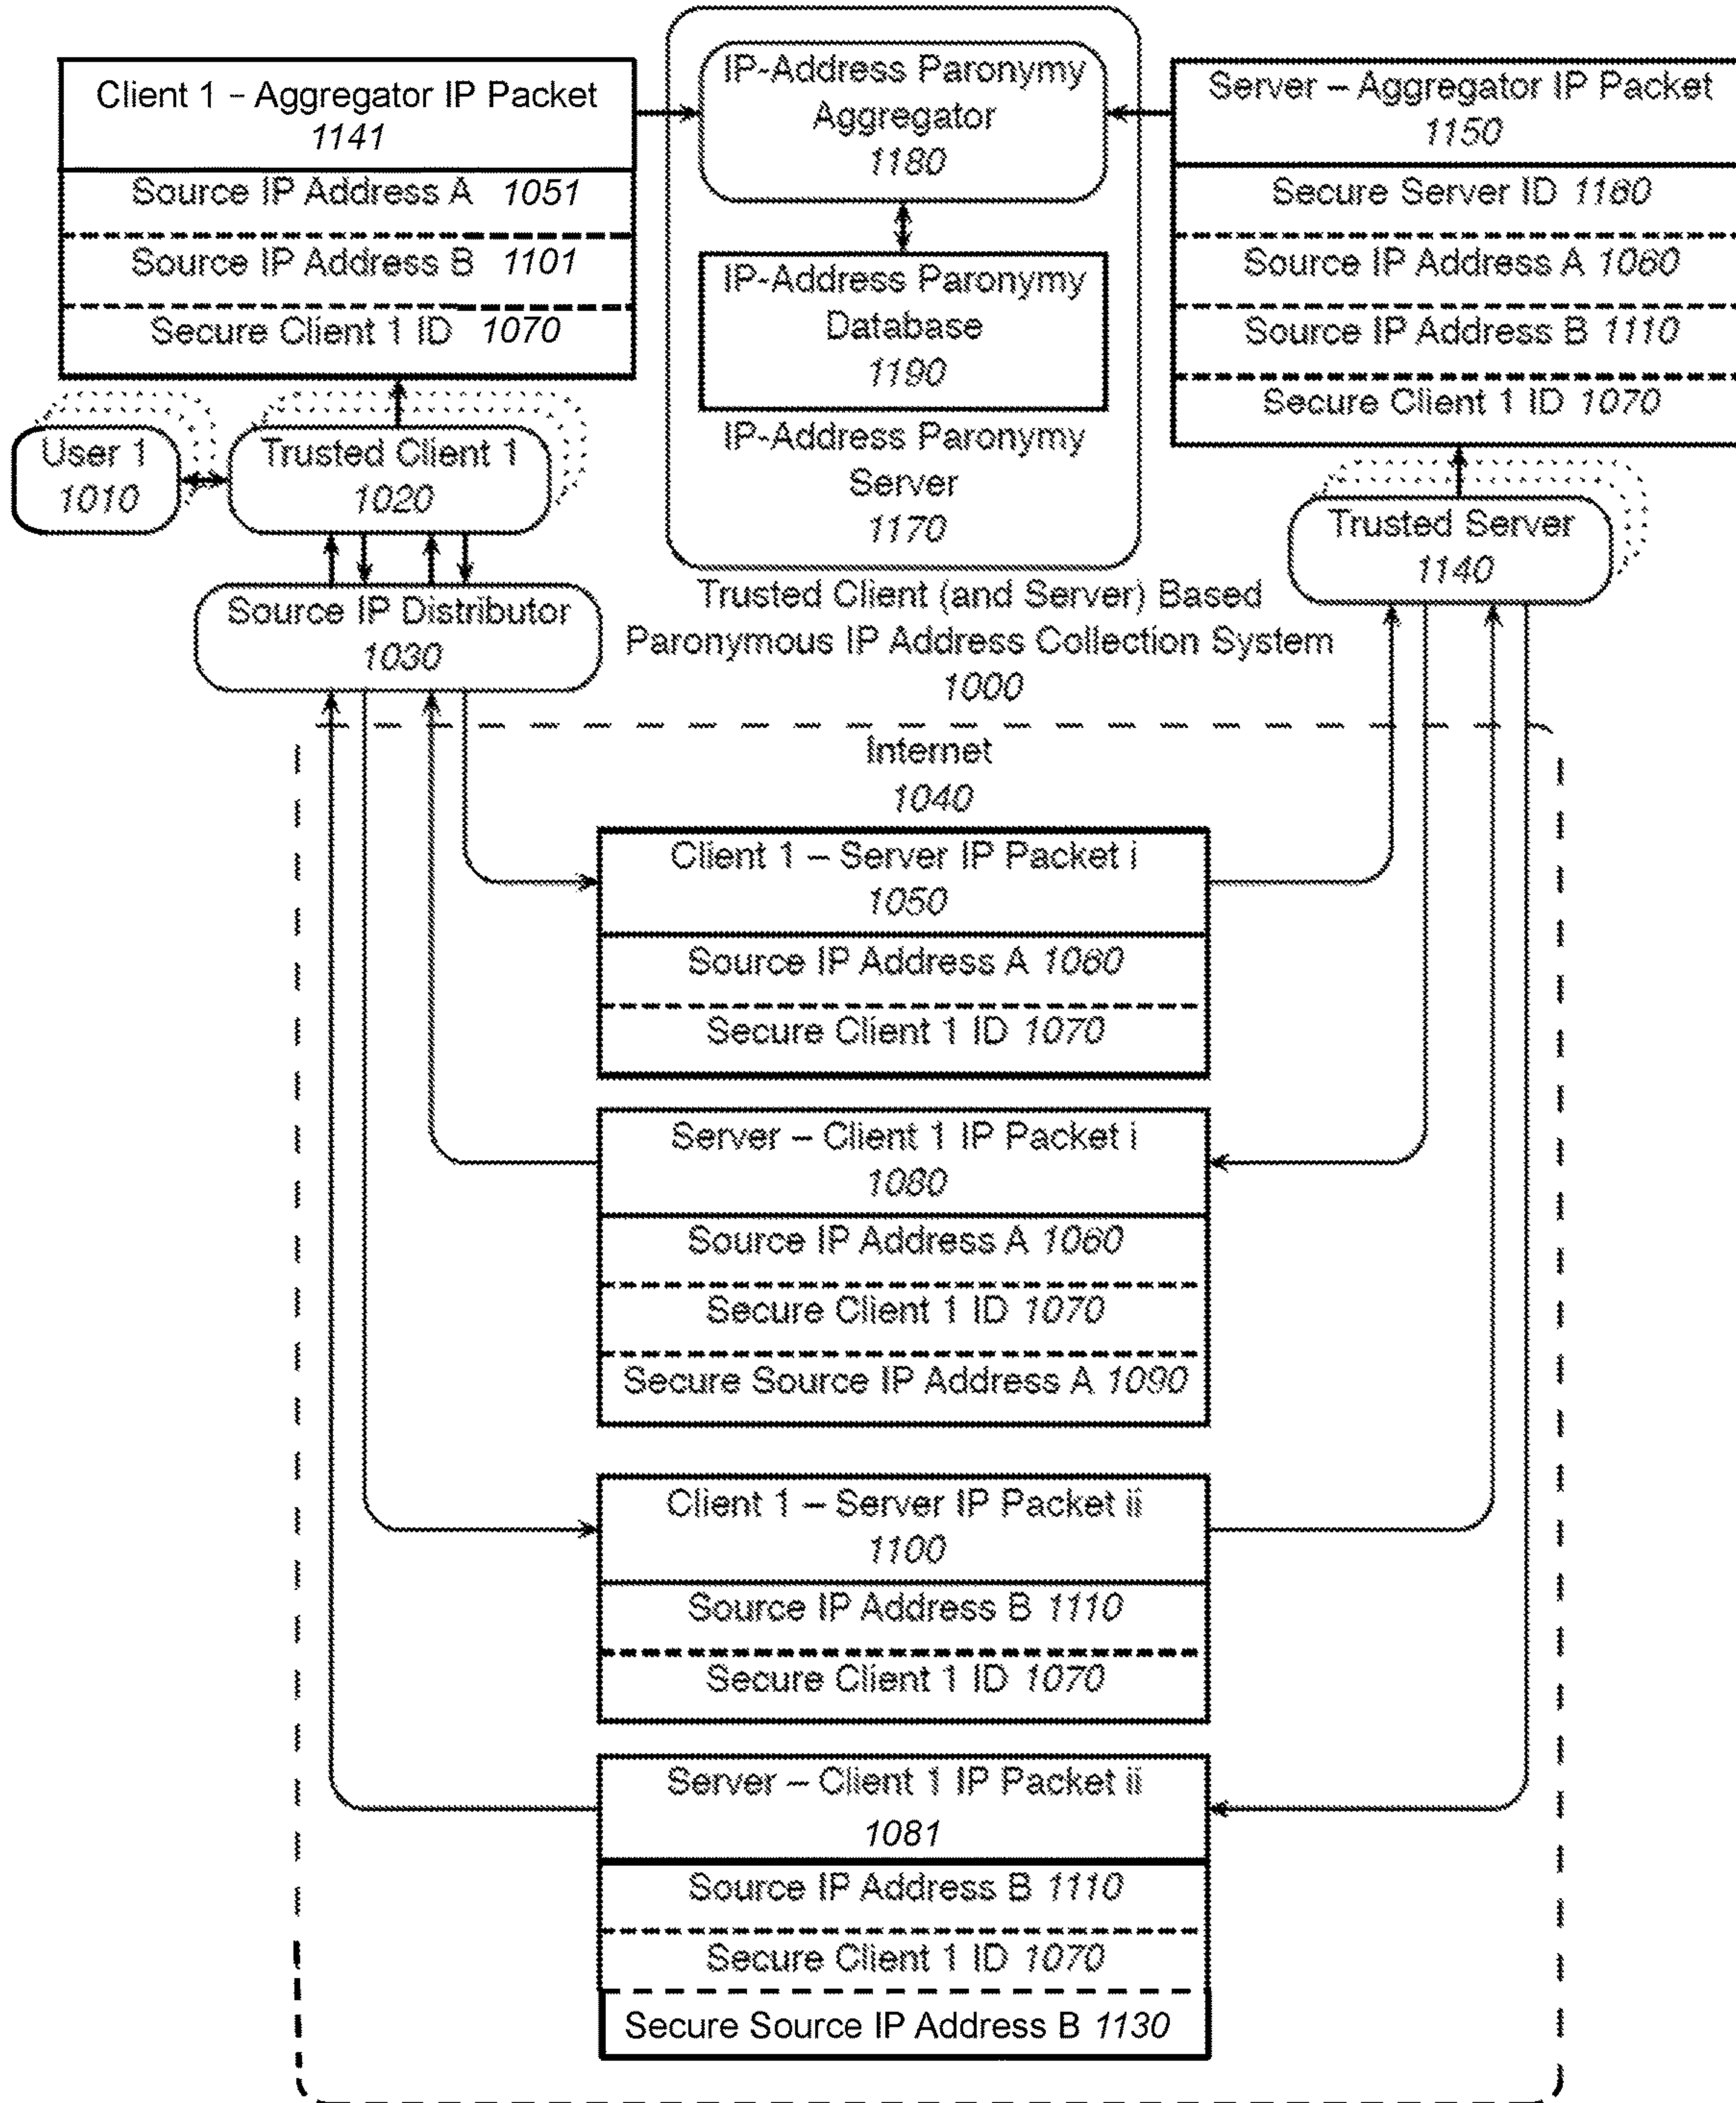 Client 1 – Aggregator IP Packet
1141
Source IP Address A 1051
Source IP Address B 1101
Secure Client 1 ID 1070
IP-Address Paronymy
Aggregator
1180
IP-Address Paronymy
Database
1190
IP-Address Paronymy
Server
1170
Server – Aggregator IP Packet
1150
Secure Server ID 1160
Source IP Address A 1060
Source IP Address B 1110
Secure Client 1 ID 1070
User 1
1010
Trusted Client 1
1020
Source IP Distributor
1030
Trusted Server
1140
Trusted Client (and Server) Based
Paronymous IP Address Collection System
1000
Internet
1040
Client 1 – Server IP Packet i
1050
Source IP Address A 1060
Secure Client 1 ID 1070
Server – Client 1 IP Packet i
1080
Source IP Address A 1060
Secure Client 1 ID 1070
Secure Source IP Address A 1090
Client 1 – Server IP Packet ii
1100
Source IP Address B 1110
Secure Client 1 ID 1070
Server – Client 1 IP Packet ii
1081
Source IP Address B 1110
Secure Client 1 ID 1070
Secure Source IP Address B 1130